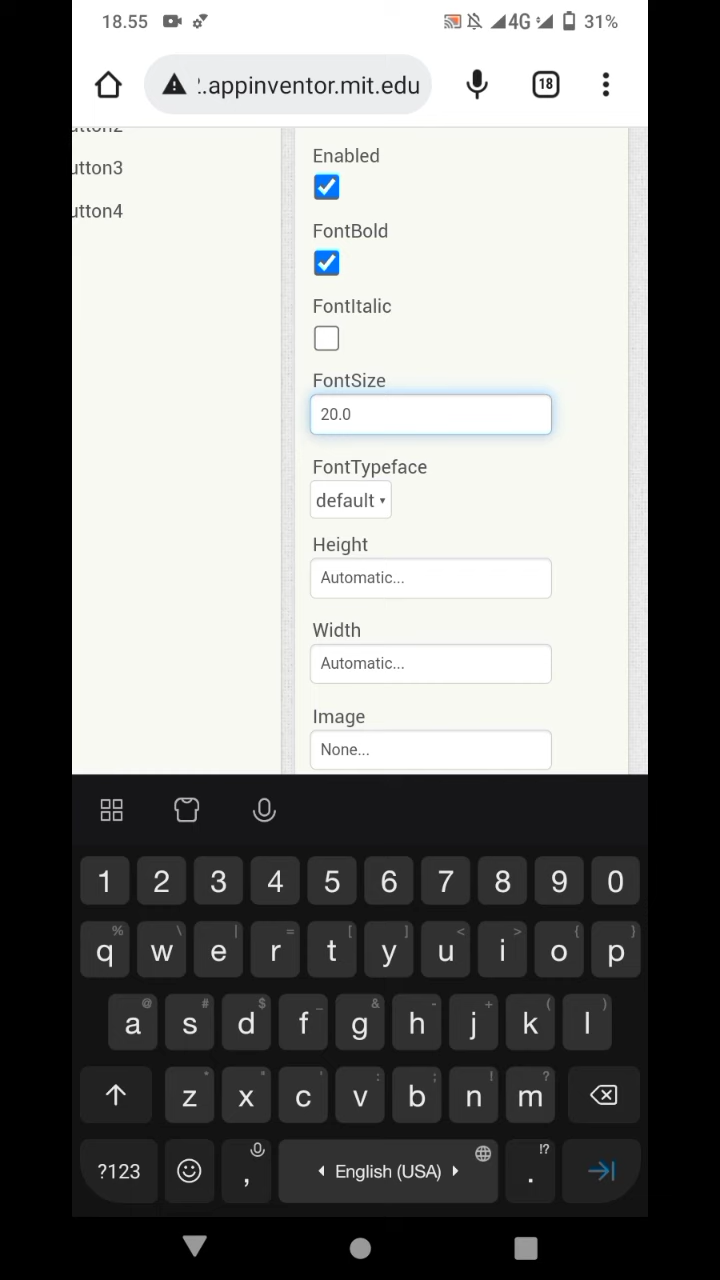 18.55 4G 31%
.appinventor.mit.edu 18
utton3
utton4
Enabled
FontBold
FontItalic
FontSize
20.0
FontTypeface
default
Height
Automatic...
Width
Automatic...
Image
None...
1 2 3 4 5 6 7 8 9 0
% \ | = [ ] < > { }
q w e r t y u i o p
@ # $ _ & - + ( )
a s d f g h j k l
* " ' : ; ! ?
z x c v b n m
?123 , English (USA) . !?